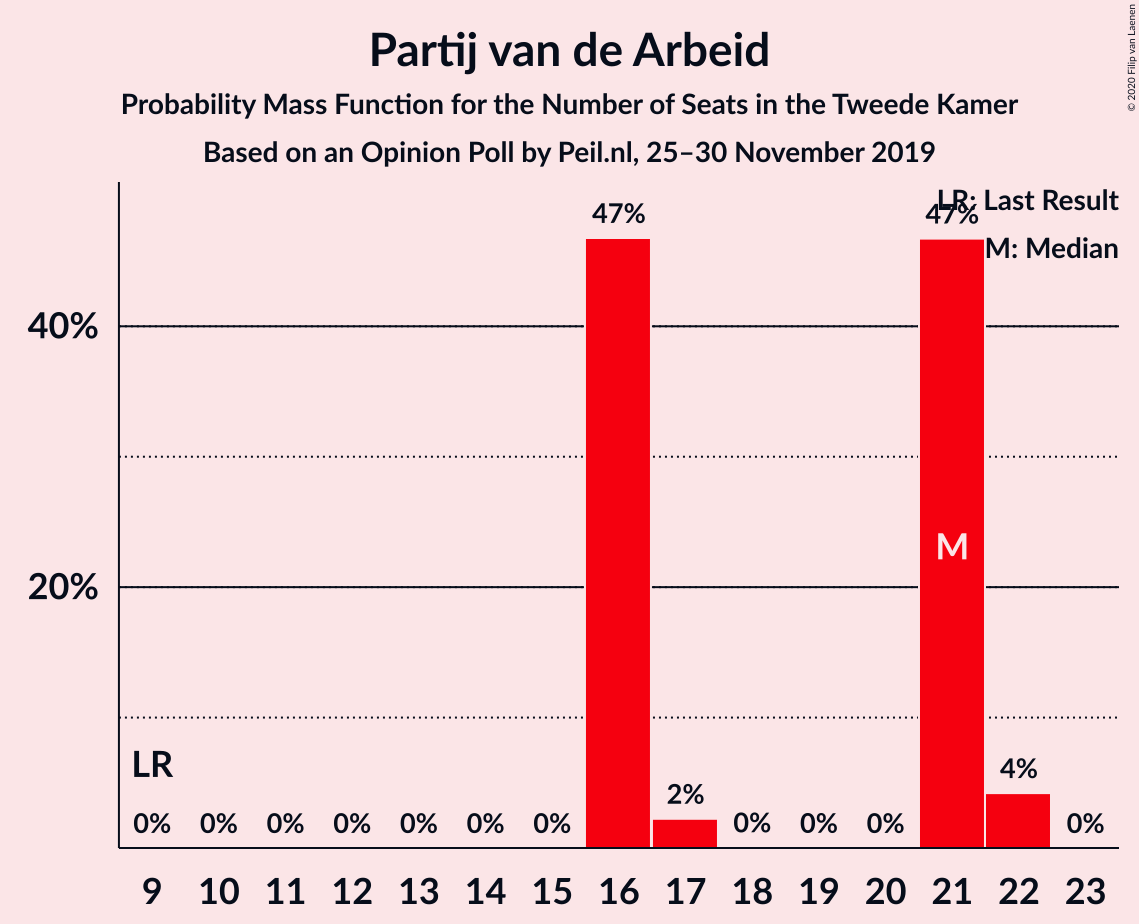 Partij van de Arbeid
Probability Mass Function for the Number of Seats in the Tweede Kamer
Based on an Opinion Poll by Peil.nl, 25–30 November 2019
© 2020 Filip van Laenen
LR: Last Result
M: Median
47%
47%
40%
M
20%
LR
4%
2%
0% 0% 0% 0% 0% 0% 0% 0% 0% 0% 0%
9 10 11 12 13 14 15 16 17 18 19 20 21 22 23